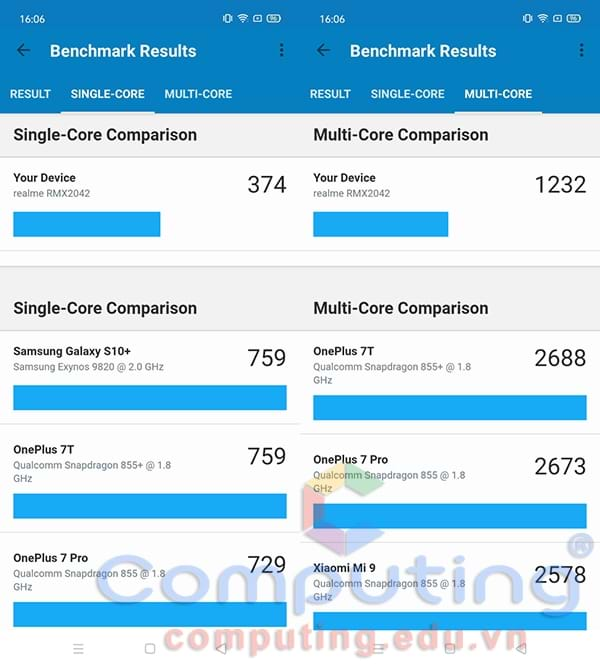 16:06
96
Benchmark Results
RESULT SINGLE-CORE MULTI-CORE
Single-Core Comparison
Your Device
realme RMX2042
374
Single-Core Comparison
Samsung Galaxy S10+
Samsung Exynos 9820 @ 2.0 GHz
759
OnePlus 7T
Qualcomm Snapdragon 855+ @ 1.8
GHz
759
OnePlus 7 Pro
Qualcomm Snapdragon 855 @ 1.8
GHz
729
16:06
96
Benchmark Results
RESULT SINGLE-CORE MULTI-CORE
Multi-Core Comparison
Your Device
realme RMX2042
1232
Multi-Core Comparison
OnePlus 7T
Qualcomm Snapdragon 855+ @ 1.8
GHz
2688
OnePlus 7 Pro
Qualcomm Snapdragon 855 @ 1.8
GHz
2673
Xiaomi Mi 9
Qualcomm Snapdragon 855 @ 1.8
GHz
2578
Computing®
computing.edu.vn